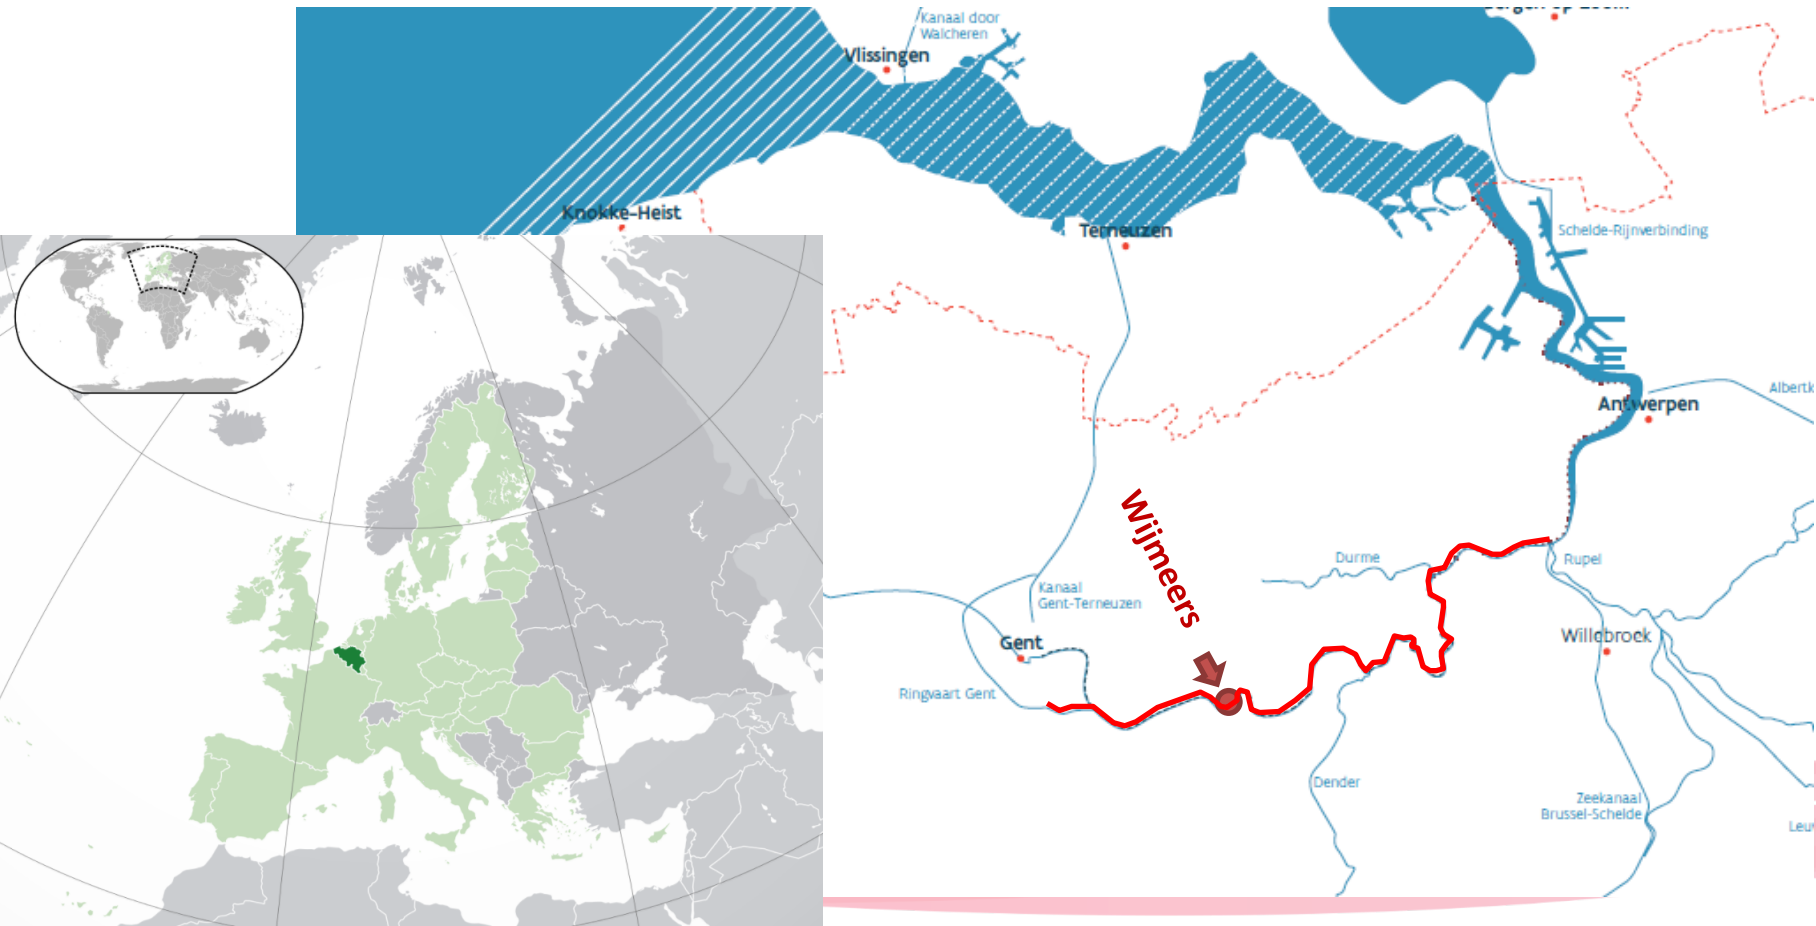 Kanaal door
Walcheren
Vlissingen
Knokke-Heist
Terneuzen
Schelde-Rijnverbinding
Antwerpen
Wijmeers
Durme
Rupel
Kanaal
Gent-Terneuzen
Gent
Willebroek
Ringvaart Gent
Dender
Zeekanaal
Brussel-Schelde